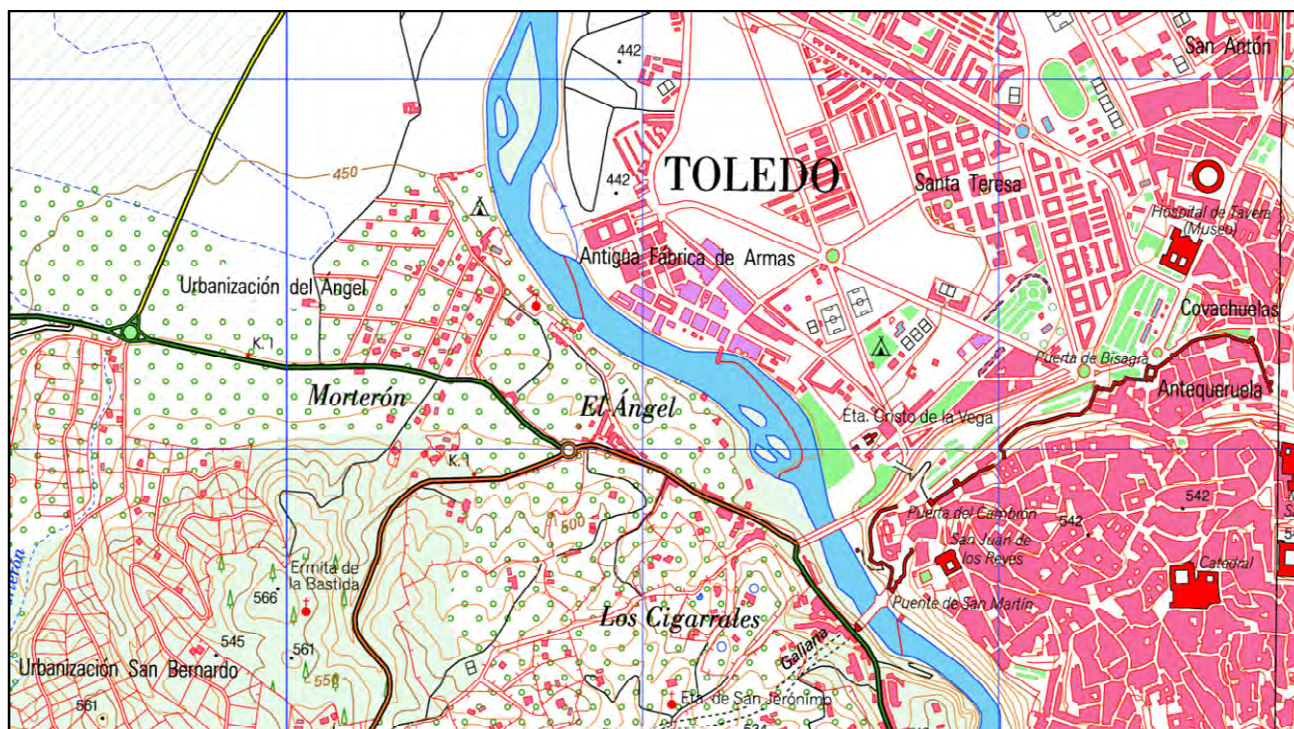 San Antón
442
450
TOLEDO
442
Santa Teresa
Hospital de Tavera
(Museo)
Antigua Fábrica de Armas
Urbanización del Ángel
Covachuelas
K. 1
Puerta de Bisagra
Morterón
El Ángel
Antequeruela
Eta. Cristo de la Vega
K. 1
500
542
Puerta del Cambrón
542
San Juan de
los Reyes
Ermita de
la Bastida
Catedral
566
Puente de San Martín
Los Cigarrales
545
561
Galiana
Urbanización San Bernardo
550
Eta. de San Jerónimo
561